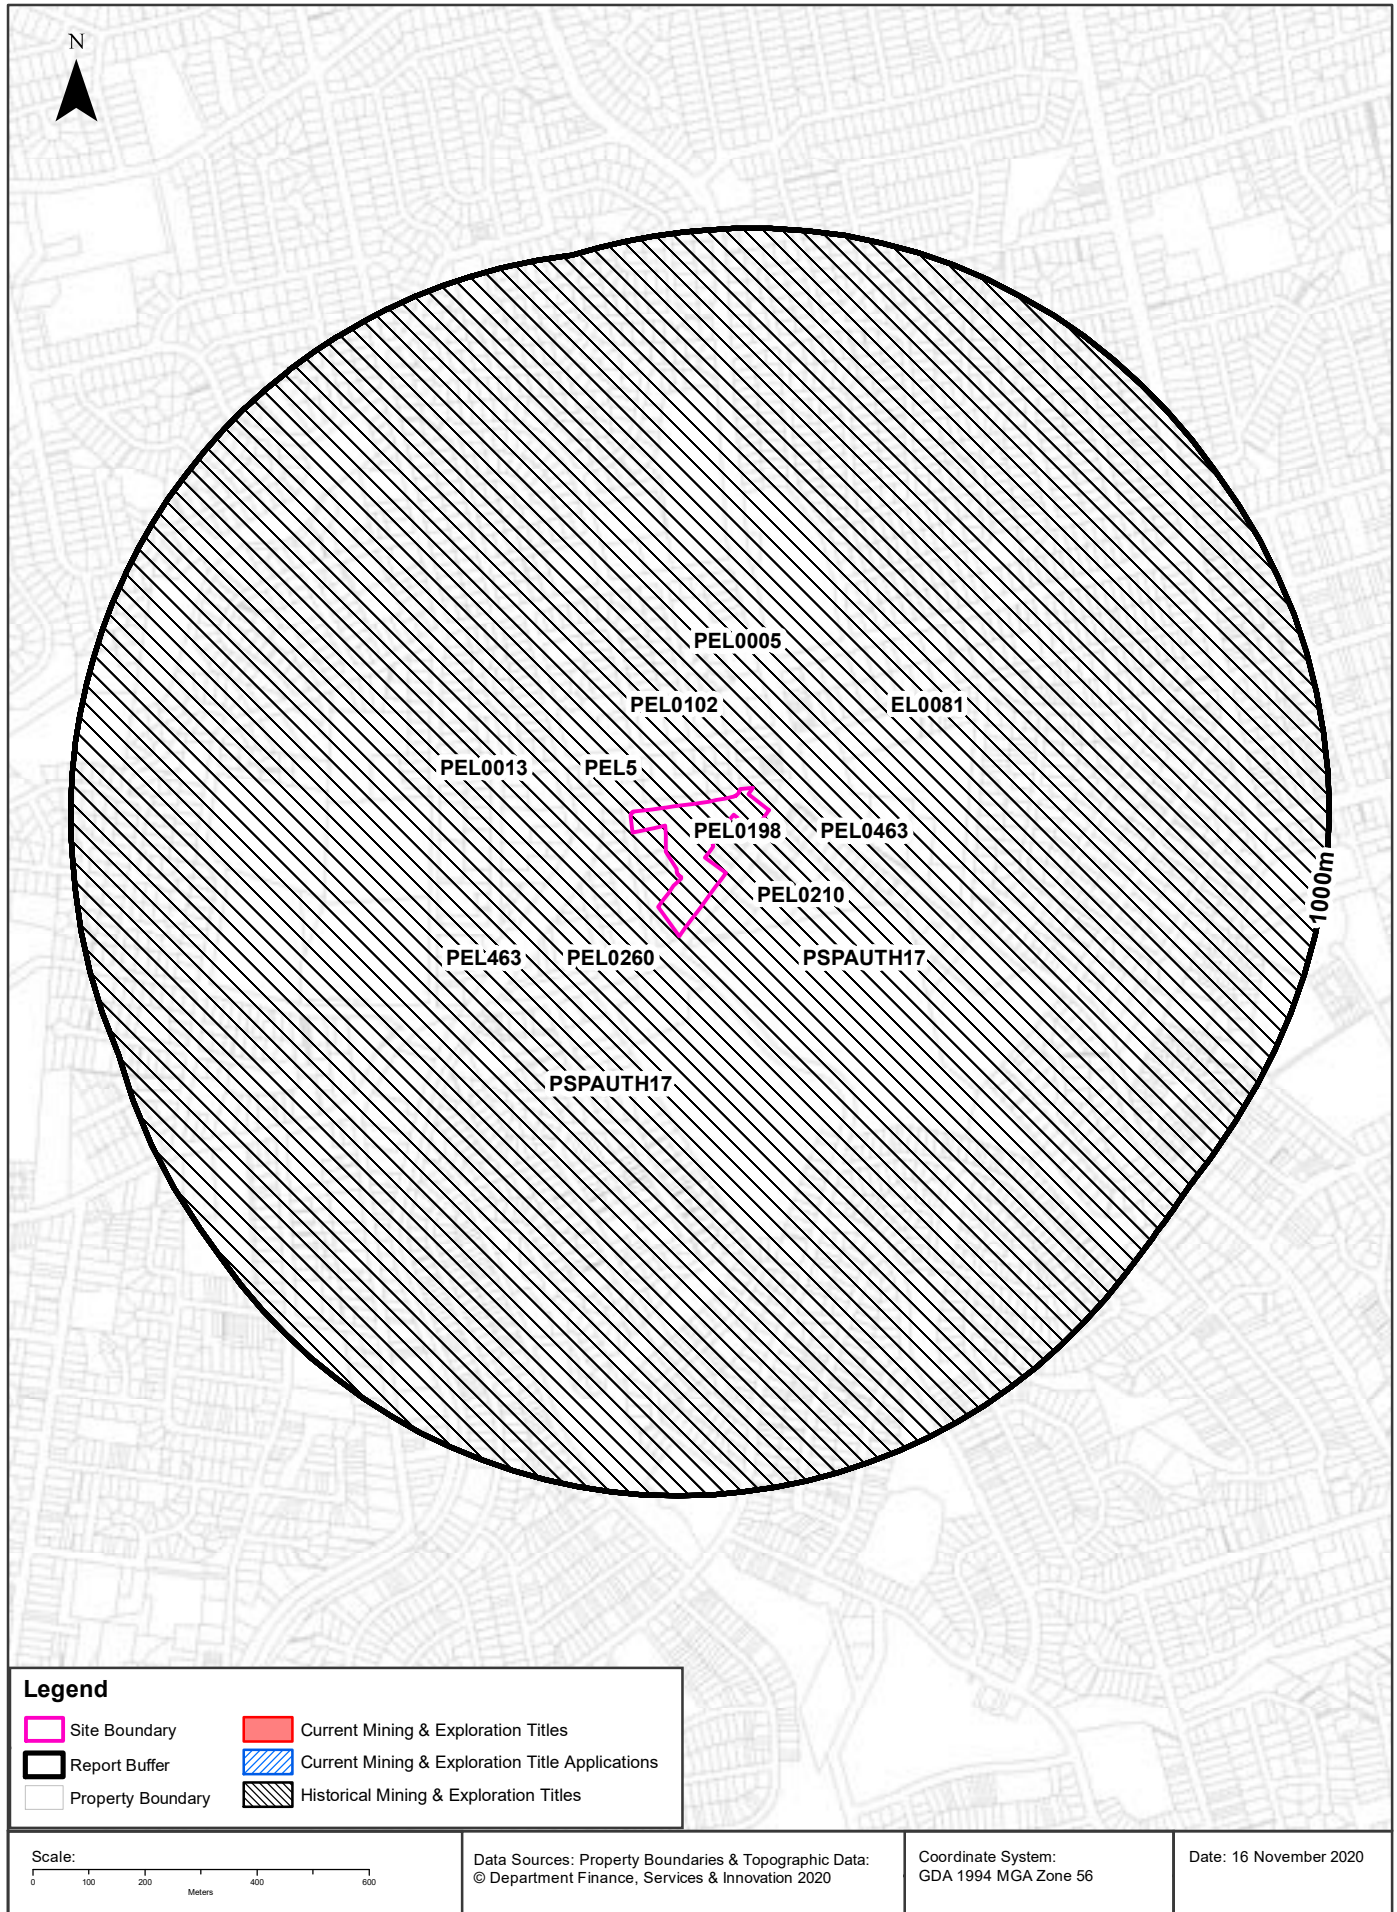 N
PEL0005
PEL0102
EL0081
PEL0013
PEL5
PEL0198
PEL0463
1000m
PEL0210
PEL463
PEL0260
PSPAUTH17
PSPAUTH17
Legend
Site Boundary
Report Buffer
Property Boundary
Current Mining & Exploration Titles
Current Mining & Exploration Title Applications
Historical Mining & Exploration Titles
Scale:
0 100 200 400 600
Meters
Data Sources: Property Boundaries & Topographic Data:
© Department Finance, Services & Innovation 2020
Coordinate System:
GDA 1994 MGA Zone 56
Date: 16 November 2020